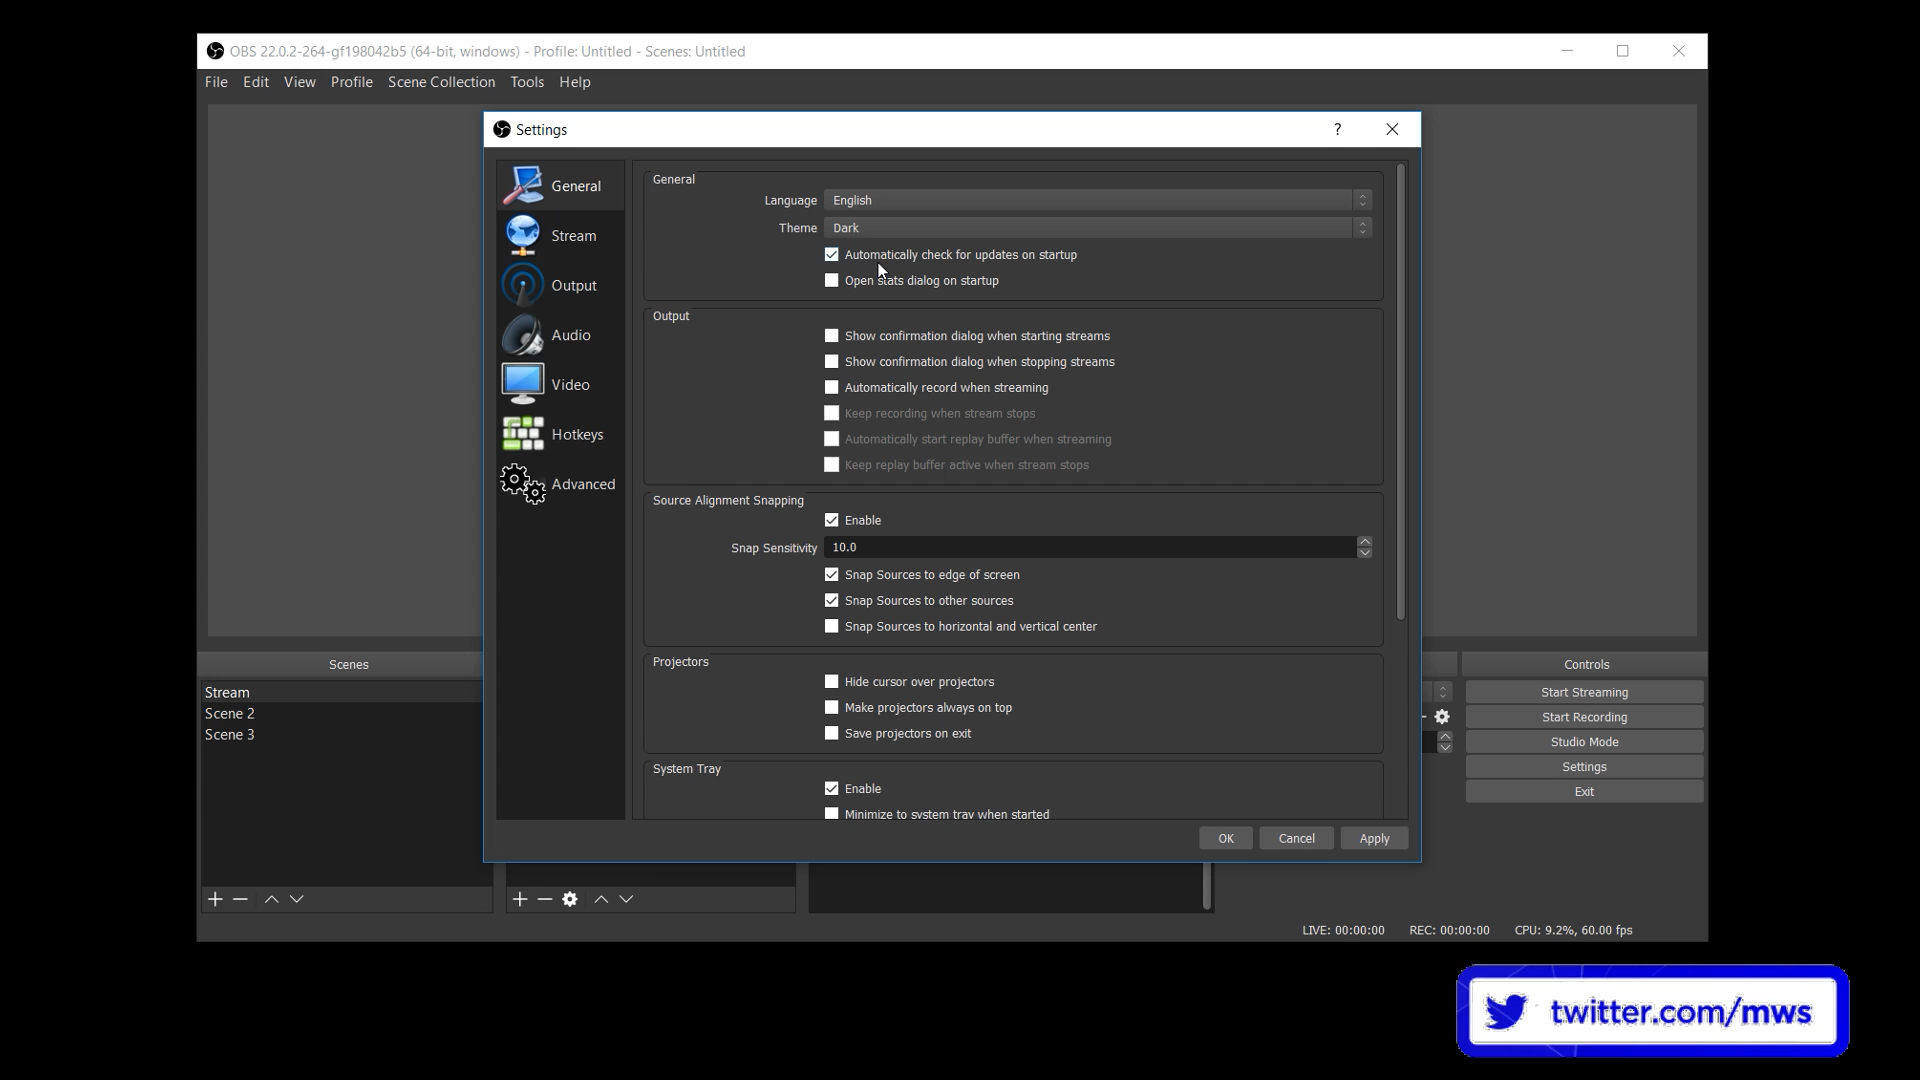 OBS 22.0.2-264-gf198042b5 (64-bit, windows) - Profile: Untitled - Scenes: Untitled
File Edit View Profile Scene Collection Tools Help
Settings
?
General
Stream
Output
Audio
Video
Hotkeys
Advanced
General
Language English
Theme Dark
Automatically check for updates on startup
Open stats dialog on startup
Output
Show confirmation dialog when starting streams
Show confirmation dialog when stopping streams
Automatically record when streaming
Keep recording when stream stops
Automatically start replay buffer when streaming
Keep replay buffer active when stream stops
Source Alignment Snapping
Enable
Snap Sensitivity 10.0
Snap Sources to edge of screen
Snap Sources to other sources
Snap Sources to horizontal and vertical center
Projectors
Hide cursor over projectors
Make projectors always on top
Save projectors on exit
System Tray
Enable
Minimize to system tray when started
OK Cancel Apply
Scenes
Stream
Scene 2
Scene 3
Controls
Start Streaming
Start Recording
Studio Mode
Settings
Exit
LIVE: 00:00:00 REC: 00:00:00 CPU: 9.2%, 60.00 fps
twitter.com/mws